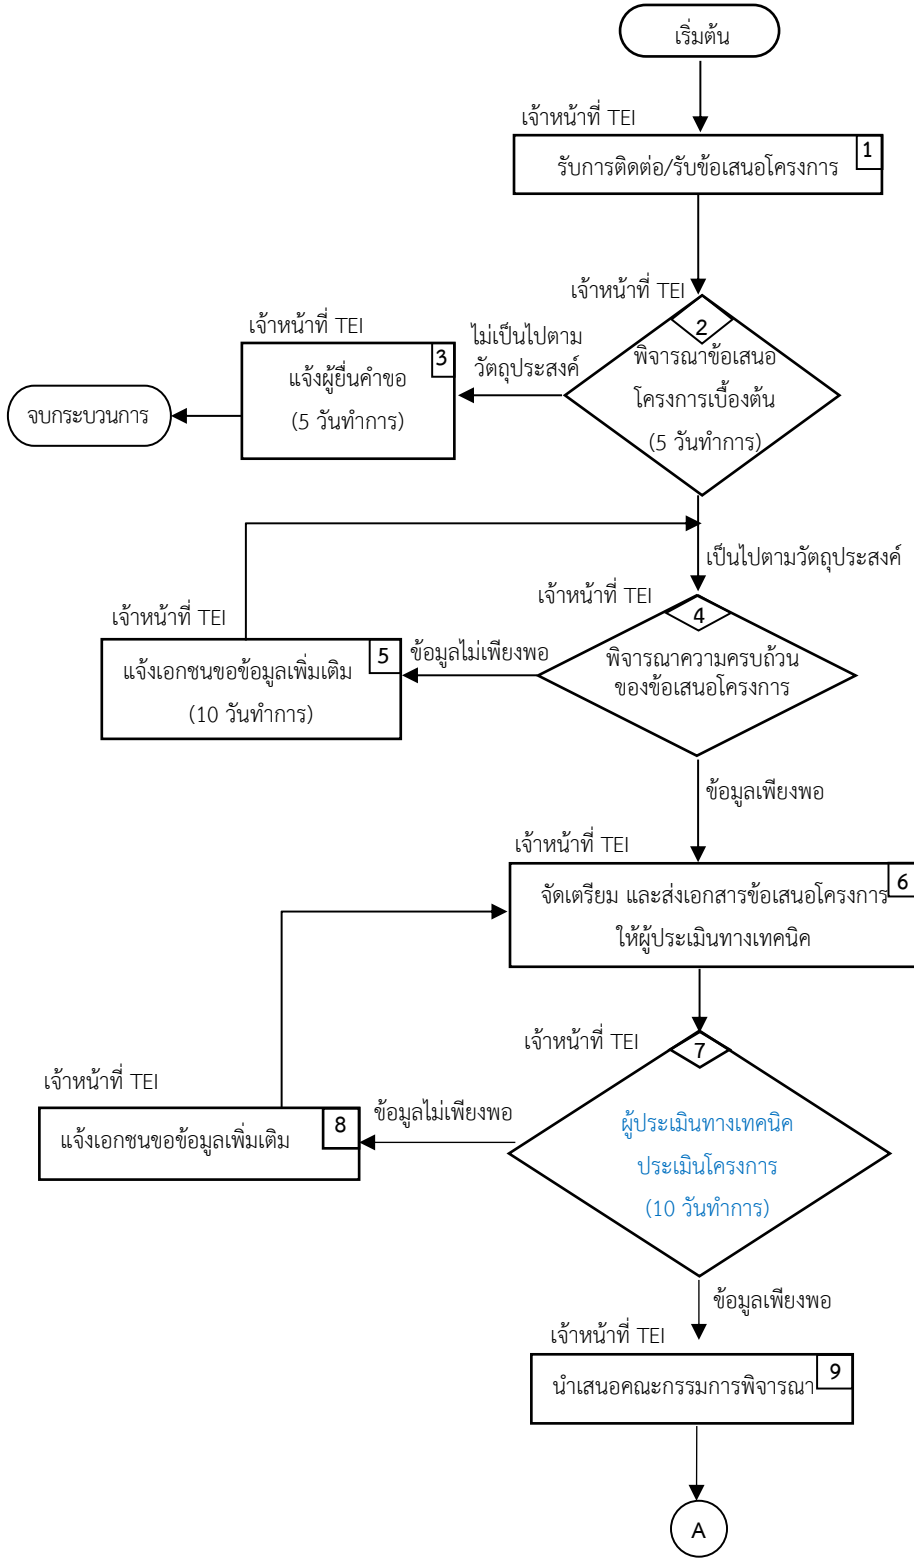 เริ่มต้น
เจ้าหน้าที่ TEI
1
รับการติดต่อ/รับข้อเสนอโครงการ
เจ้าหน้าที่ TEI
2
พิจารณาข้อเสนอ
โครงการเบื้องต้น
(5 วันทำการ)
ไม่เป็นไปตาม
วัตถุประสงค์
เจ้าหน้าที่ TEI
3
แจ้งผู้ยื่นคำขอ
(5 วันทำการ)
จบกระบวนการ
เป็นไปตามวัตถุประสงค์
เจ้าหน้าที่ TEI
4
พิจารณาความครบถ้วน
ของข้อเสนอโครงการ
ข้อมูลไม่เพียงพอ
เจ้าหน้าที่ TEI
5
แจ้งเอกชนขอข้อมูลเพิ่มเติม
(10 วันทำการ)
ข้อมูลเพียงพอ
เจ้าหน้าที่ TEI
6
จัดเตรียม และส่งเอกสารข้อเสนอโครงการ
ให้ผู้ประเมินทางเทคนิค
เจ้าหน้าที่ TEI
7
ผู้ประเมินทางเทคนิค
ประเมินโครงการ
(10 วันทำการ)
ข้อมูลไม่เพียงพอ
เจ้าหน้าที่ TEI
8
แจ้งเอกชนขอข้อมูลเพิ่มเติม
ข้อมูลเพียงพอ
เจ้าหน้าที่ TEI
9
นำเสนอคณะกรรมการพิจารณา
A